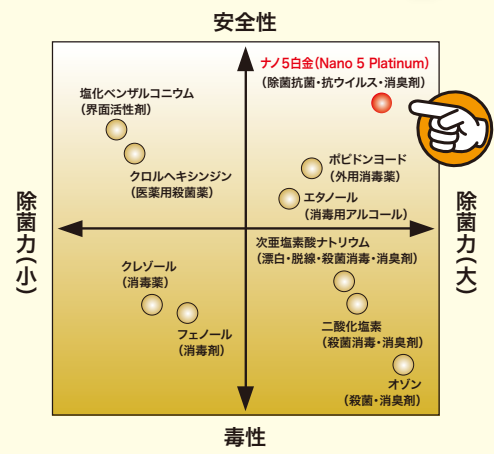 安全性
ナノ5白金(Nano 5 Platinum)
(除菌抗菌・抗ウイルス・消臭剤)
塩化ベンザルコニウム
(界面活性剤)
クロルヘキシンジン
(医薬用殺菌薬)
ポビドンヨード
(外用消毒薬)
エタノール
(消毒用アルコール)
除菌力(小)
除菌力(大)
次亜塩素酸ナトリウム
(漂白・脱線・殺菌消毒・消臭剤)
クレゾール
(消毒薬)
フェノール
(消毒剤)
二酸化塩素
(殺菌消毒・消臭剤)
オゾン
(殺菌・消臭剤)
毒性